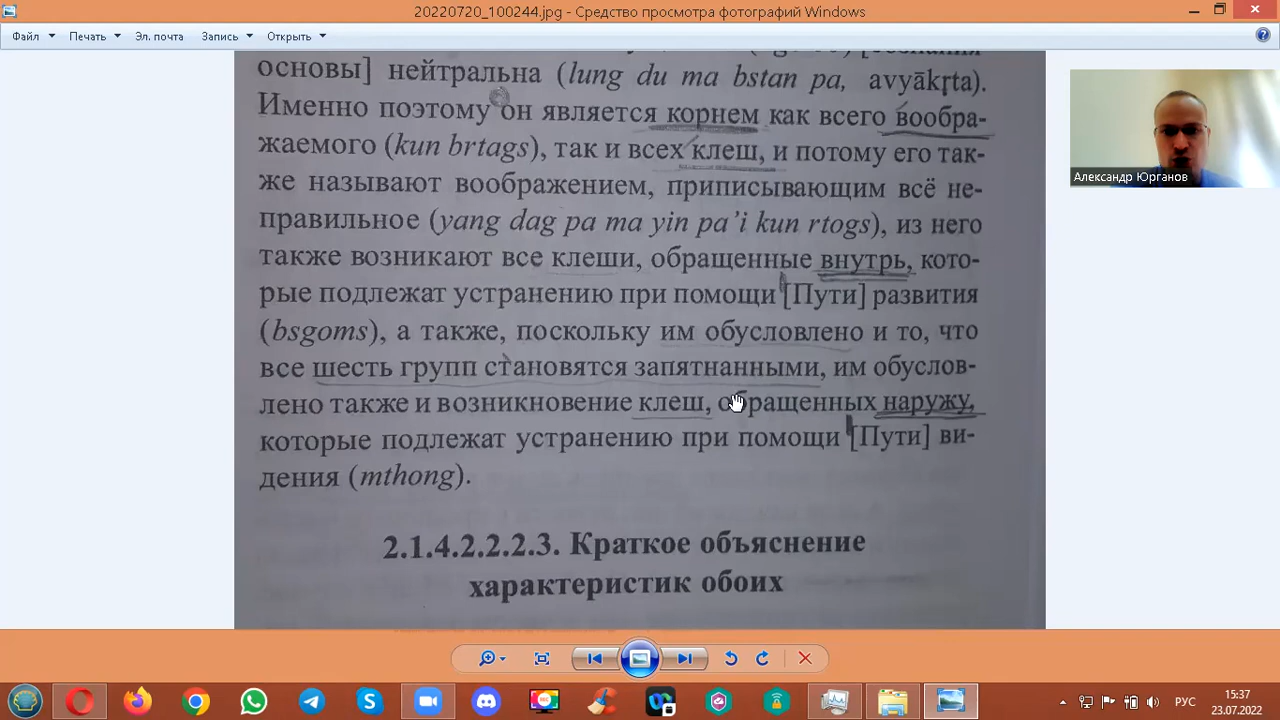 20220720_100244.jpg - Средство просмотра фотографий Windows
Файл Печать Эл. почта Запись Открыть
основы] нейтральна (lung du ma bstan pa, avyākṛta).
Именно поэтому он является корнем как всего вообра-
жаемого (kun brtags), так и всех клеш, и потому его так-
же называют воображением, приписывающим всё не-
правильное (yang dag pa ma yin pa’i kun rtogs), из него
также возникают все клеши, обращенные внутрь, кото-
рые подлежат устранению при помощи [Пути] развития
(bsgoms), а также, поскольку им обусловлено и то, что
все шесть групп становятся запятнанными, им обуслов-
лено также и возникновение клеш, обращенных наружу,
которые подлежат устранению при помощи [Пути] ви-
дения (mthong).
2.1.4.2.2.2.3. Краткое объяснение
характеристик обоих
Александр Юрганов
РУС
15:37
23.07.2022